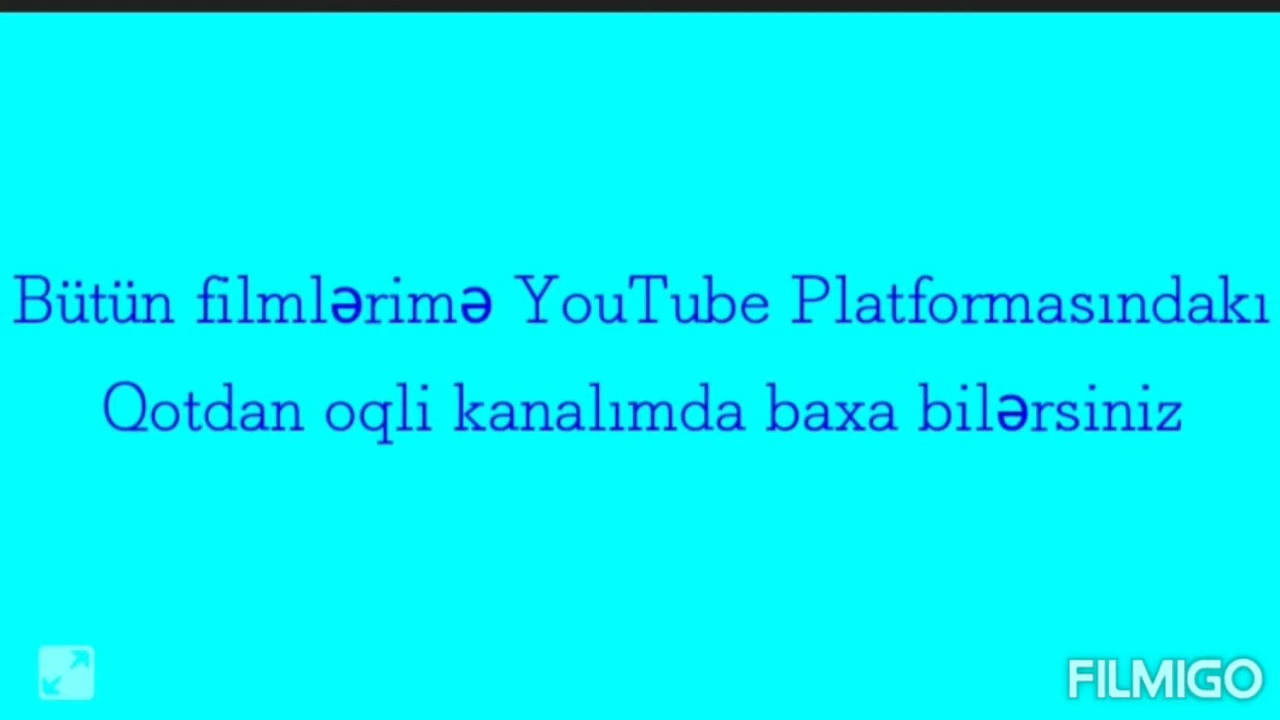 Bütün filmlərimə YouTube Platformasındakı
Qotdan oqli kanalımda baxa bilərsiniz
FILMIGO